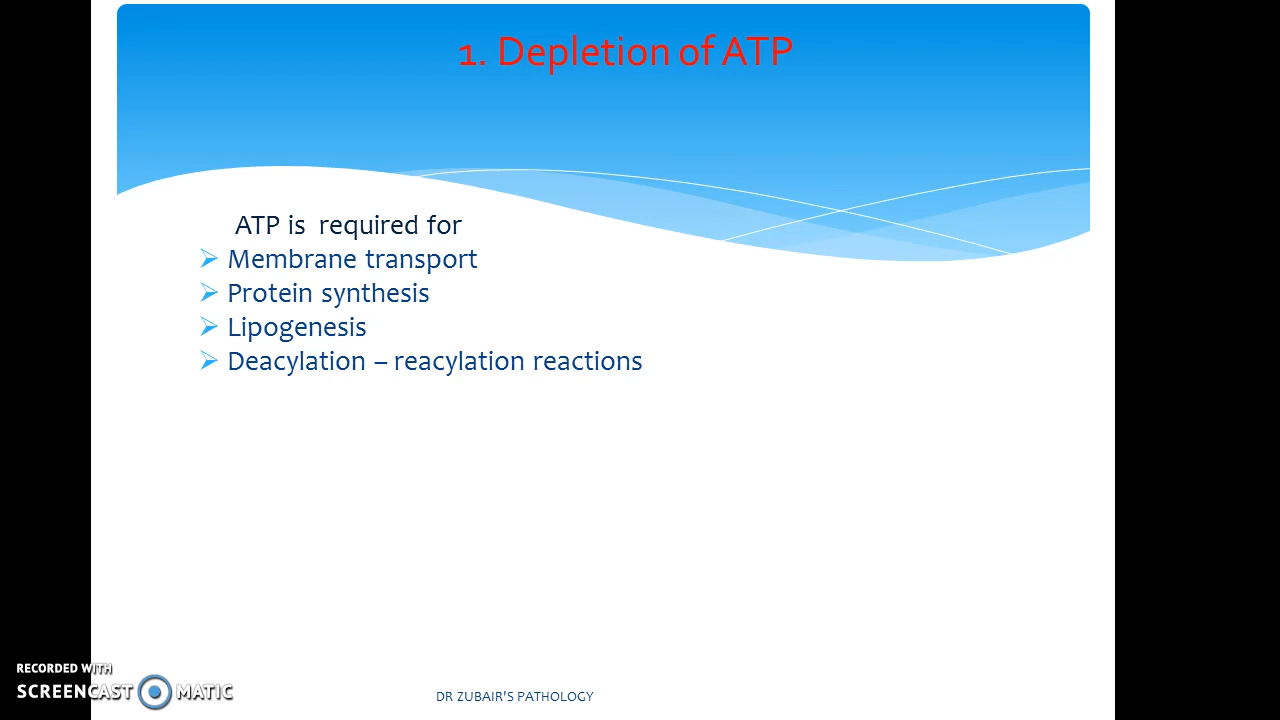 1. Depletion of ATP
ATP is  required for
Membrane transport
Protein synthesis
Lipogenesis
Deacylation – reacylation reactions
RECORDED WITH
SCREENCAST MATIC
DR ZUBAIR'S PATHOLOGY